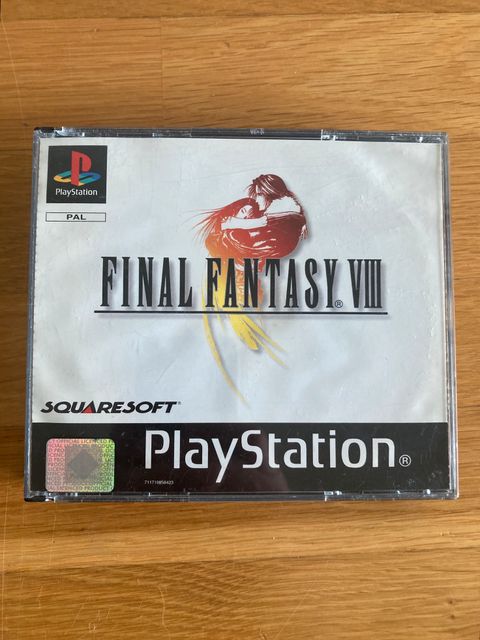 PlayStation
PAL
FINAL FANTASY® VIII
SQUARESOFT®
PlayStation®